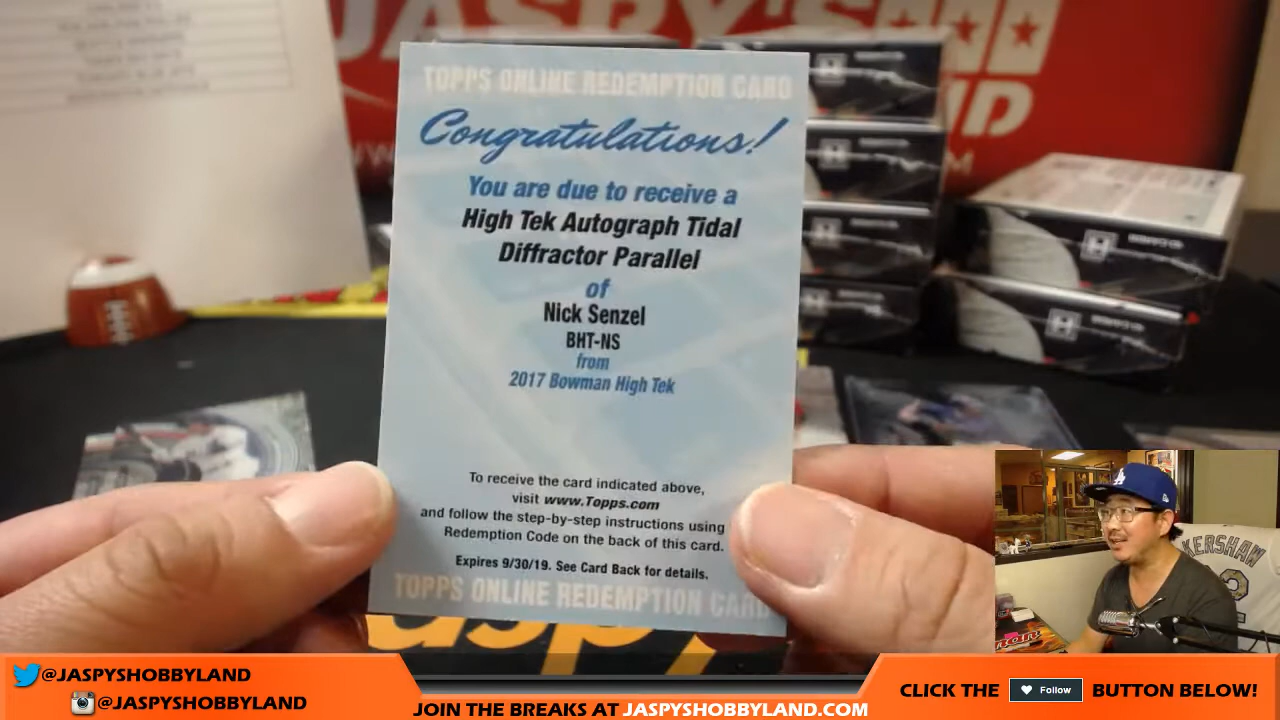 JASPY'S
TOPPS ONLINE REDEMPTION CARD
Congratulations!
You are due to receive a
High Tek Autograph Tidal
Diffractor Parallel
of
Nick Senzel
BHT-NS
from
2017 Bowman High Tek
To receive the card indicated above,
visit www.Topps.com
and follow the step-by-step instructions using
Redemption Code on the back of this card.
Expires 9/30/19. See Card Back for details.
TOPPS ONLINE REDEMPTION CARD
KERSHAW
@JASPYSHOBBYLAND
@JASPYSHOBBYLAND
JOIN THE BREAKS AT JASPYSHOBBYLAND.COM
CLICK THE Follow BUTTON BELOW!